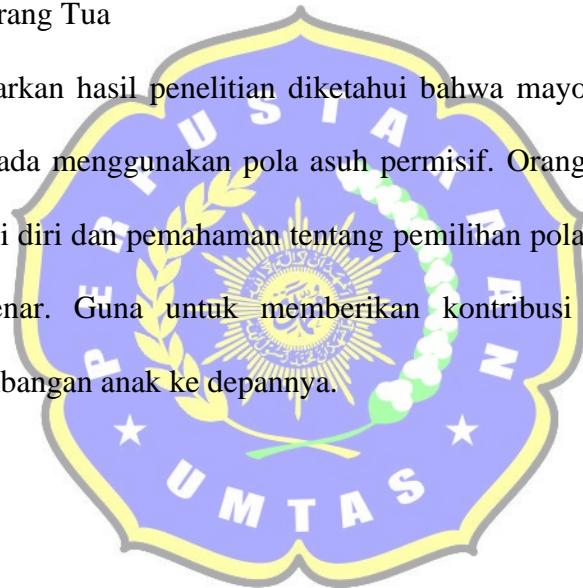 rang Tua
arkan hasil penelitian diketahui bahwa mayo
ada menggunakan pola asuh permisif. Orang
i diri dan pemahaman tentang pemilihan pola
enar. Guna untuk memberikan kontribusi
bangan anak ke depannya.
PERPUSTAKAAN
UMTAS